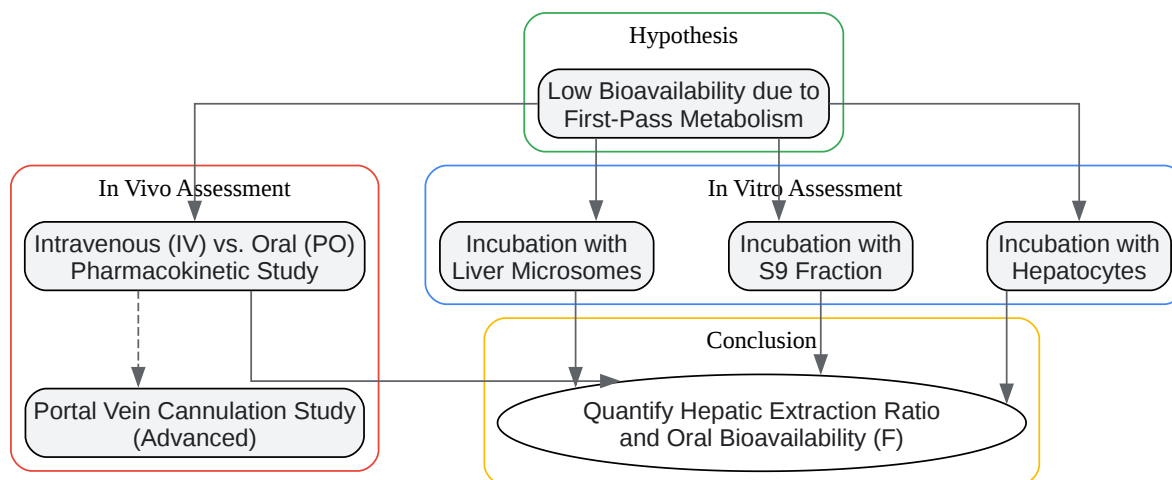 Hypothesis
Low Bioavailability due to
First-Pass Metabolism
In Vivo Assessment
In Vitro Assessment
Intravenous (IV) vs. Oral (PO)
Pharmacokinetic Study
Incubation with
Liver Microsomes
Incubation with
S9 Fraction
Incubation with
Hepatocytes
Conclusion
Portal Vein Cannulation Study
(Advanced)
Quantify Hepatic Extraction Ratio
and Oral Bioavailability (F)